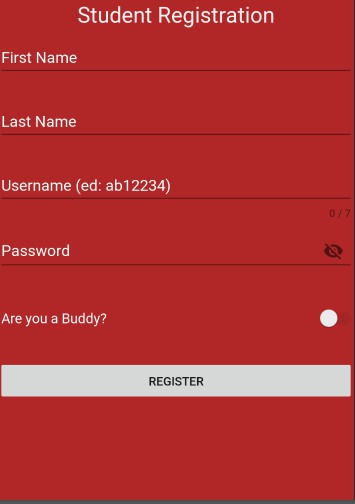 Student Registration
First Name
Last Name
Username (ed: ab12234)
0 / 7
Password
Are you a Buddy?
REGISTER